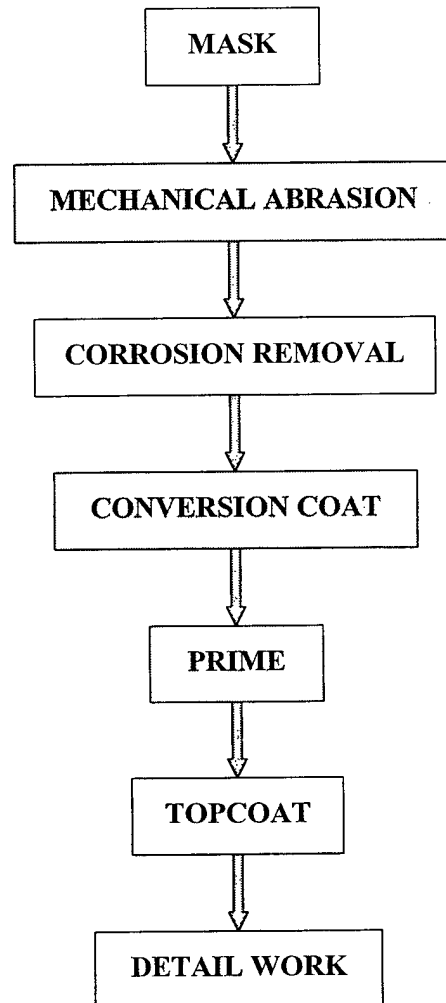 MASK
MECHANICAL ABRASION
CORROSION REMOVAL
CONVERSION COAT
PRIME
TOPCOAT
DETAIL WORK